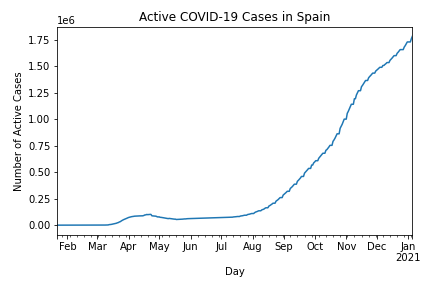 Active COVID-19 Cases in Spain
1e6
Number of Active Cases
1.75
1.50
1.25
1.00
0.75
0.50
0.25
0.00
Feb Mar Apr May Jun Jul Aug Sep Oct Nov Dec Jan
2021
Day